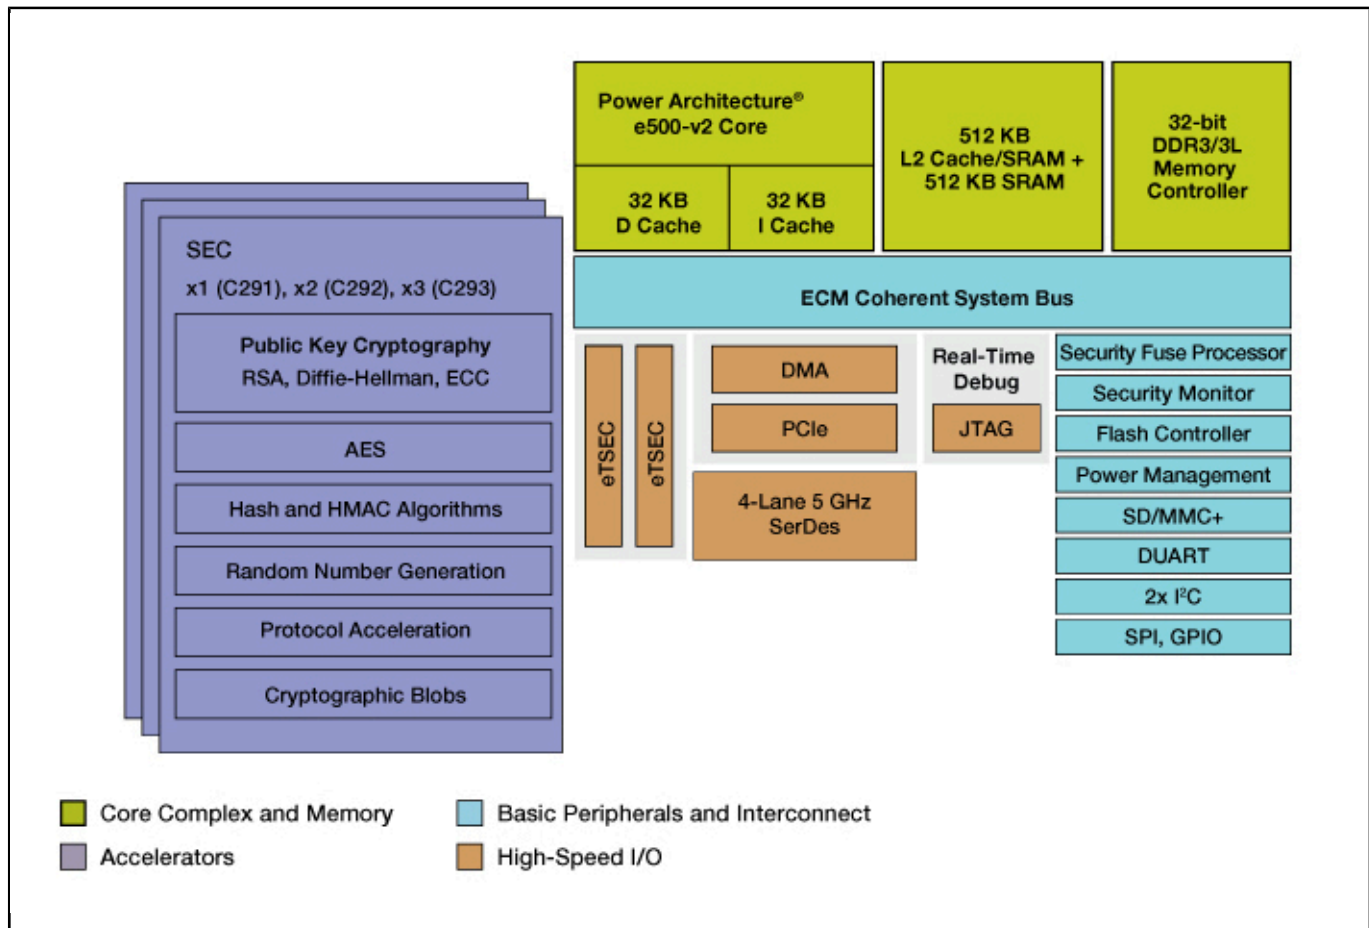 Power Architecture®
e500-v2 Core
32 KB
D Cache
32 KB
I Cache
512 KB
L2 Cache/SRAM +
512 KB SRAM
32-bit
DDR3/3L
Memory
Controller
SEC
x1 (C291), x2 (C292), x3 (C293)
Public Key Cryptography
RSA, Diffie-Hellman, ECC
AES
Hash and HMAC Algorithms
Random Number Generation
Protocol Acceleration
Cryptographic Blobs
ECM Coherent System Bus
eTSEC
eTSEC
DMA
PCIe
4-Lane 5 GHz
SerDes
Real-Time
Debug
JTAG
Security Fuse Processor
Security Monitor
Flash Controller
Power Management
SD/MMC+
DUART
2x I²C
SPI, GPIO
Core Complex and Memory
Accelerators
Basic Peripherals and Interconnect
High-Speed I/O